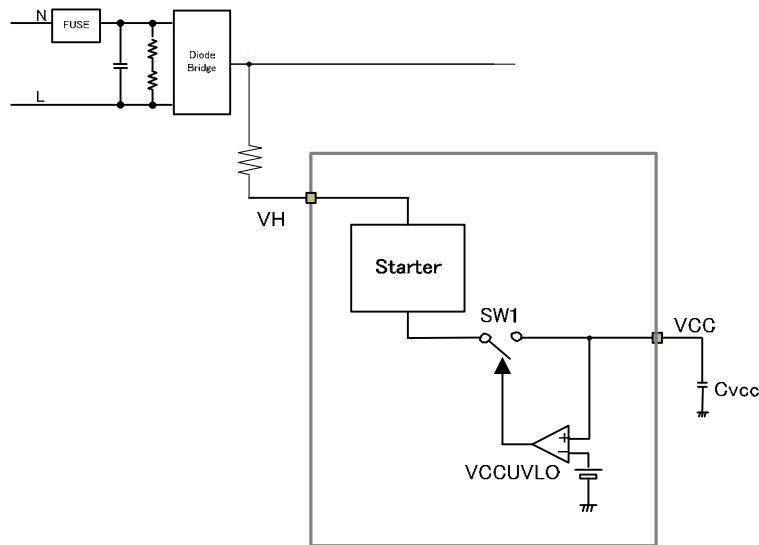 N
FUSE
Diode
Bridge
L
VH
Starter
SW1
VCC
Cvcc
+
−
VCCUVLO